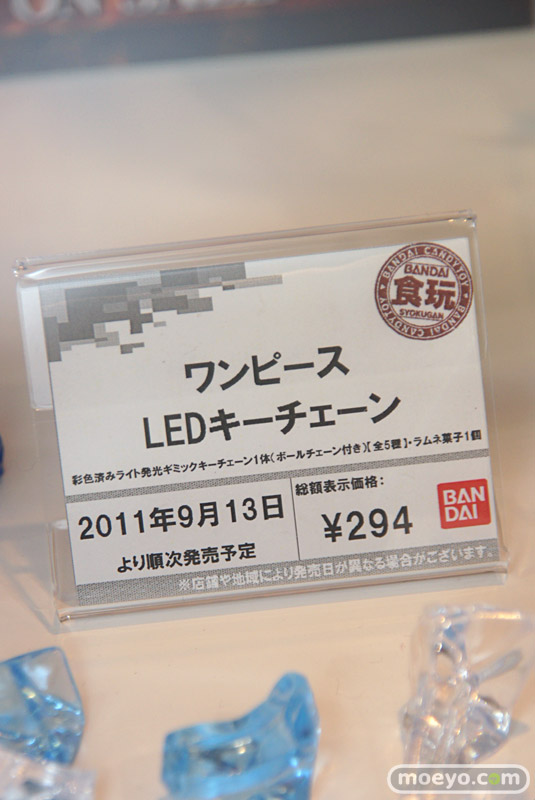 BANDAI CANDYTOY
BANDAI
食玩
SYOKUGAN
BANDAI CANDYTOY
ワンピース
LEDキーチェーン
彩色済みライト発光ギミックキーチェーン1体(ボールチェーン付き)【全5種】・ラムネ菓子1個
2011年9月13日
より順次発売予定
総額表示価格:
¥294
BAN
DAI
※店舗や地域により発売日が異なる場合がございます。
moeyo.com